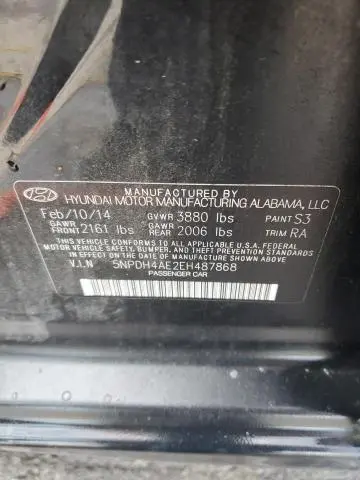 MANUFACTURED BY
HYUNDAI MOTOR MANUFACTURING ALABAMA, LLC
Feb/10/14 GVWR 3880 lbs PAINT S3
GAWR FRONT 2161 lbs GAWR REAR 2006 lbs TRIM RA
THIS VEHICLE CONFORMS TO ALL APPLICABLE U.S.A. FEDERAL
MOTOR VEHICLE SAFETY, BUMPER, AND THEFT PREVENTION STANDARDS
IN EFFECT ON THE DATE OF MANUFACTURE SHOWN ABOVE.
V.I.N 5NPDH4AE2EH487868
PASSENGER CAR